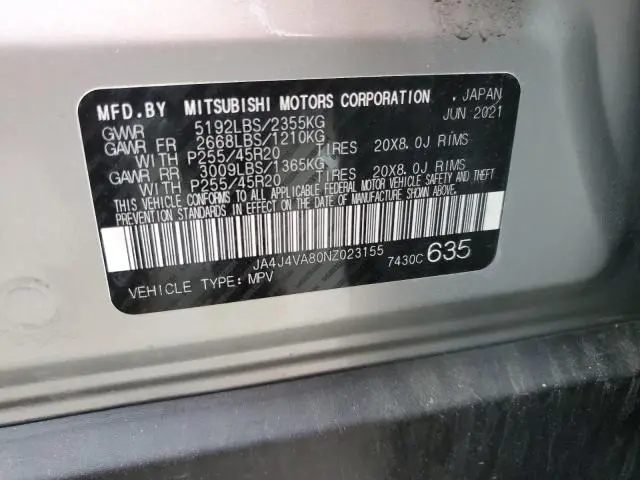 MFD.BY MITSUBISHI MOTORS CORPORATION , JAPAN
GVWR 5192LBS/2355KG JUN 2021
GAWR FR 2668LBS/1210KG
WITH P255/45R20 TIRES 20X8.0J RIMS
GAWR RR 3009LBS/1365KG
WITH P255/45R20 TIRES 20X8.0J RIMS
THIS VEHICLE CONFORMS TO ALL APPLICABLE FEDERAL MOTOR VEHICLE SAFETY AND THEFT
PREVENTION STANDARDS IN EFFECT ON THE DATE OF MANUFACTURE SHOWN ABOVE.
JA4J4VA80NZ023155 7430C 635
VEHICLE TYPE: MPV